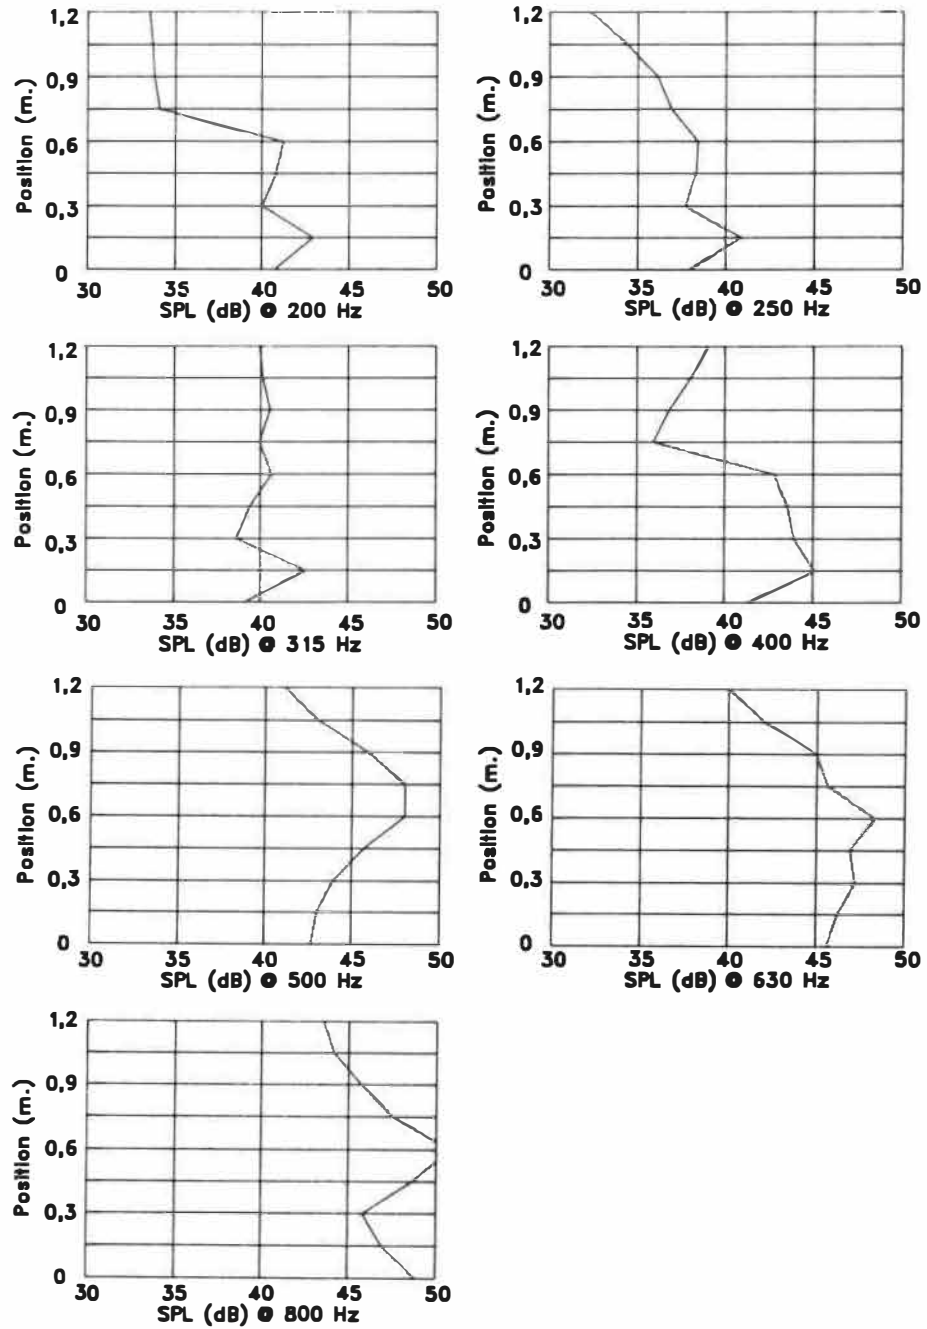 1,2
0,9
0,6
0,3
0
Position (m.)
30 35 40 45 50
SPL (dB) @ 200 Hz
1,2
0,9
0,6
0,3
0
Position (m.)
30 35 40 45 50
SPL (dB) @ 250 Hz
1,2
0,9
0,6
0,3
0
Position (m.)
30 35 40 45 50
SPL (dB) @ 315 Hz
1,2
0,9
0,6
0,3
0
Position (m.)
30 35 40 45 50
SPL (dB) @ 400 Hz
1,2
0,9
0,6
0,3
0
Position (m.)
30 35 40 45 50
SPL (dB) @ 500 Hz
1,2
0,9
0,6
0,3
0
Position (m.)
30 35 40 45 50
SPL (dB) @ 630 Hz
1,2
0,9
0,6
0,3
0
Position (m.)
30 35 40 45 50
SPL (dB) @ 800 Hz